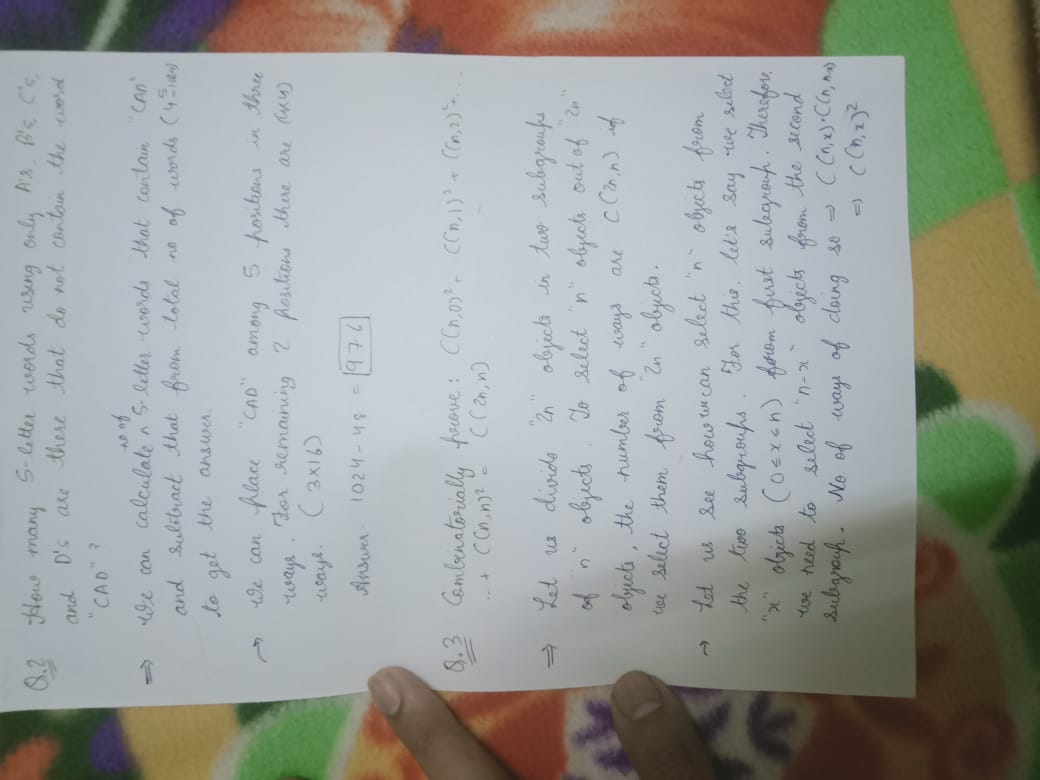 Q.2 How many 5-letter words using only A's, B's, C's,
and D's are there that do not contain the word
"CAD"?
⇒ We can calculate no of 5 letter words that contain "CAD"
and subtract that from total no of words (4^5=1024)
to get the answer.
→ We can place "CAD" among 5 positions in three
ways. For remaining 2 positions there are (4×4)
ways. (3×16)
Answer 1024-48 = 976
Q.3 Combinatorially prove: C(n,0)² + C(n,1)² + C(n,2)² + ...
... + C(n,n)² = C(2n,n)
⇒ Let us divide "2n" objects in two subgroups
of "n" objects. To select "n" objects out of "2n"
objects, the number of ways are C(2n,n) if
we select them from "2n" objects.
→ Let us see how we can select "n" objects from
the two subgroups. For this, let's say we select
"x" objects (0≤x≤n) from first subgroup. Therefore,
we need to select "n-x" objects from the second
subgroup. No of ways of doing so ⇒ C(n,x)·C(n,n-x)
⇒ C(n,x)²